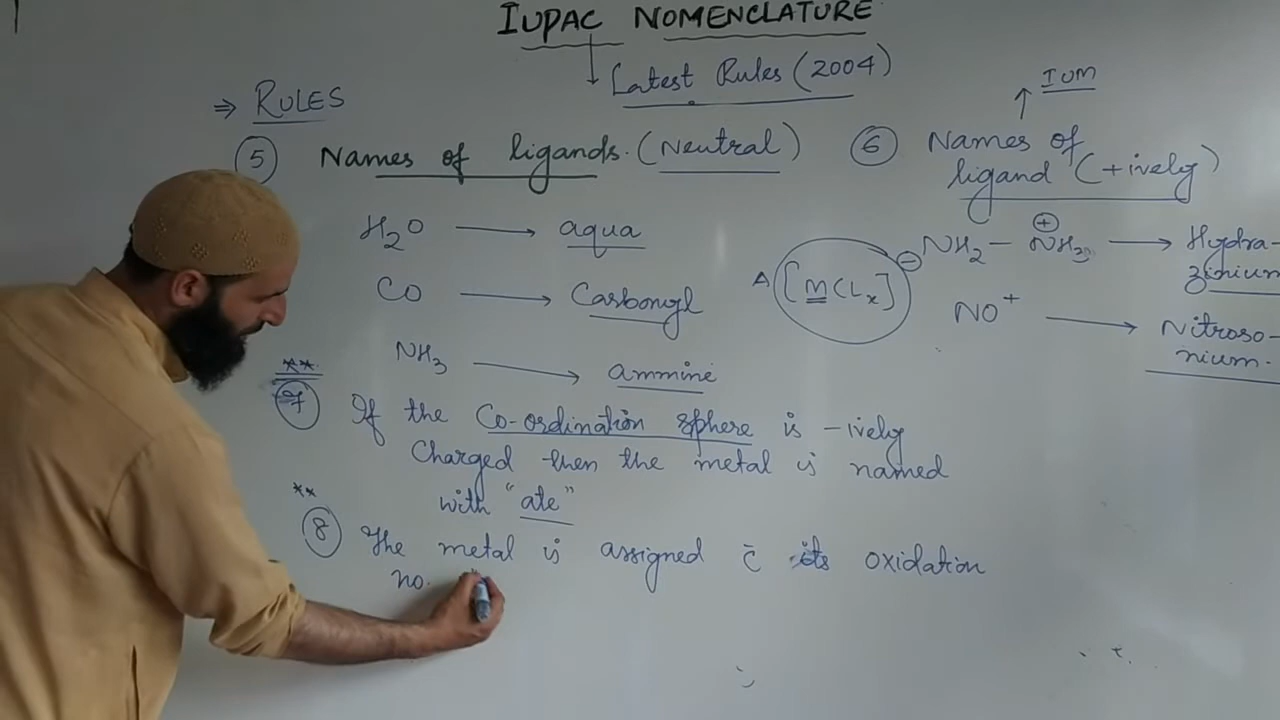 IUPAC NOMENCLATURE
Latest Rules (2004)
⇒ RULES
⑤ Names of ligands. (Neutral)
H₂O → aqua
CO → Carbonyl
NH₃ → ammine
IUM
⑥ Names of
ligand (+ively)
NH₂ – N⊕H₃ → Hydra-
zinium
NO⁺ → Nitroso-
nium.
A [MCLₓ]⊖
**
⑦ If the Co-ordination sphere is -ively
Charged then the metal is named
with "ate"
**
⑧ The metal is assigned c̄ its oxidation
no.